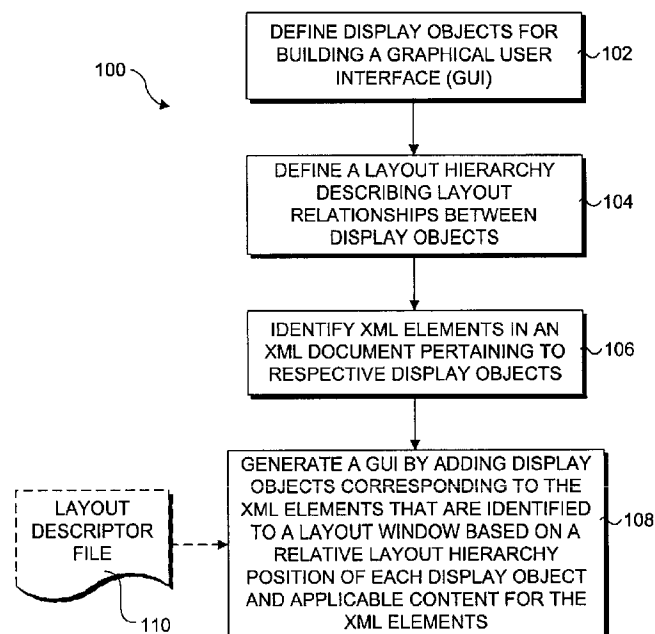 DEFINE DISPLAY OBJECTS FOR
BUILDING A GRAPHICAL USER
INTERFACE (GUI)
102
100
DEFINE A LAYOUT HIERARCHY
DESCRIBING LAYOUT
RELATIONSHIPS BETWEEN
DISPLAY OBJECTS
104
IDENTIFY XML ELEMENTS IN AN
XML DOCUMENT PERTAINING TO
RESPECTIVE DISPLAY OBJECTS
106
LAYOUT
DESCRIPTOR
FILE
110
GENERATE A GUI BY ADDING DISPLAY
OBJECTS CORRESPONDING TO THE
XML ELEMENTS THAT ARE IDENTIFIED
TO A LAYOUT WINDOW BASED ON A
RELATIVE LAYOUT HIERARCHY
POSITION OF EACH DISPLAY OBJECT
AND APPLICABLE CONTENT FOR THE
XML ELEMENTS
108